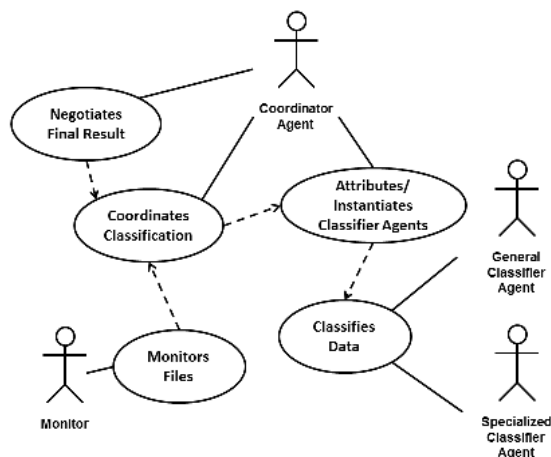 Coordinator
Agent
Negotiates
Final Result
Coordinates
Classification
Attributes/
Instantiates
Classifier Agents
General
Classifier
Agent
Monitors
Files
Classifies
Data
Monitor
Specialized
Classifier
Agent